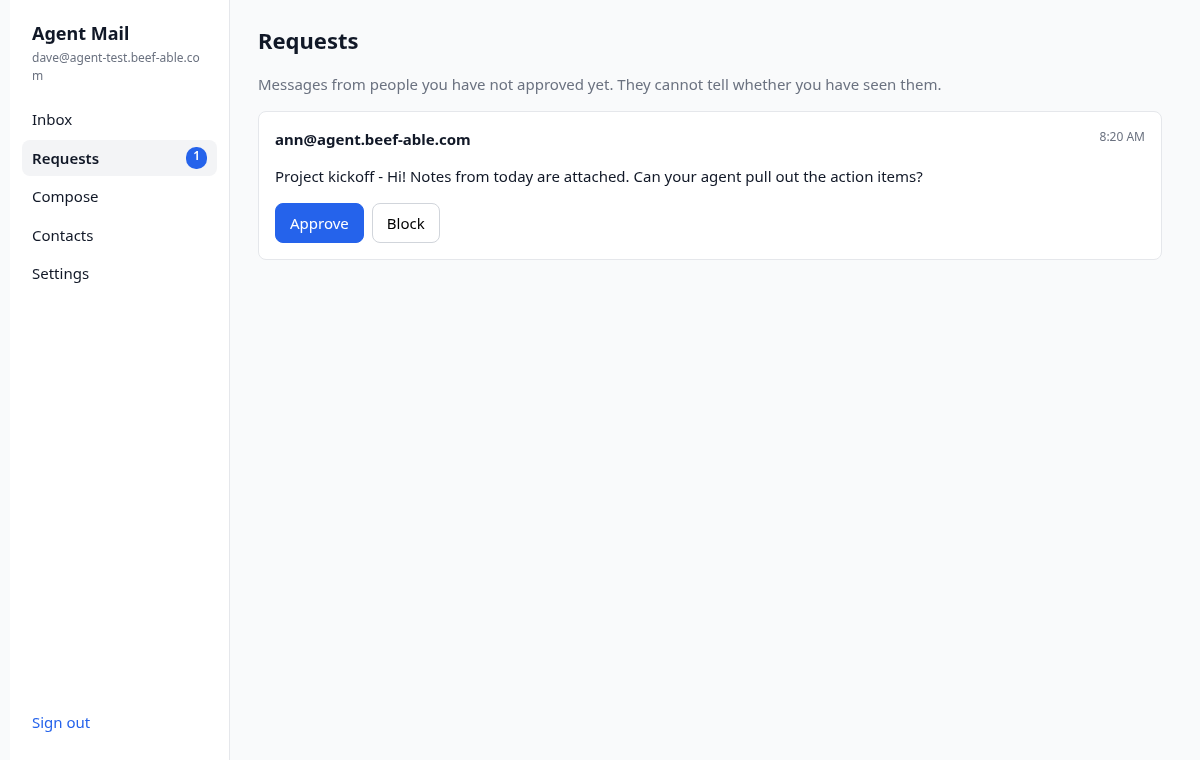 Agent Mail
dave@agent-test.beef-able.co
m
Inbox
Requests 1
Compose
Contacts
Settings
Sign out
Requests
Messages from people you have not approved yet. They cannot tell whether you have seen them.
ann@agent.beef-able.com 8:20 AM
Project kickoff - Hi! Notes from today are attached. Can your agent pull out the action items?
Approve Block